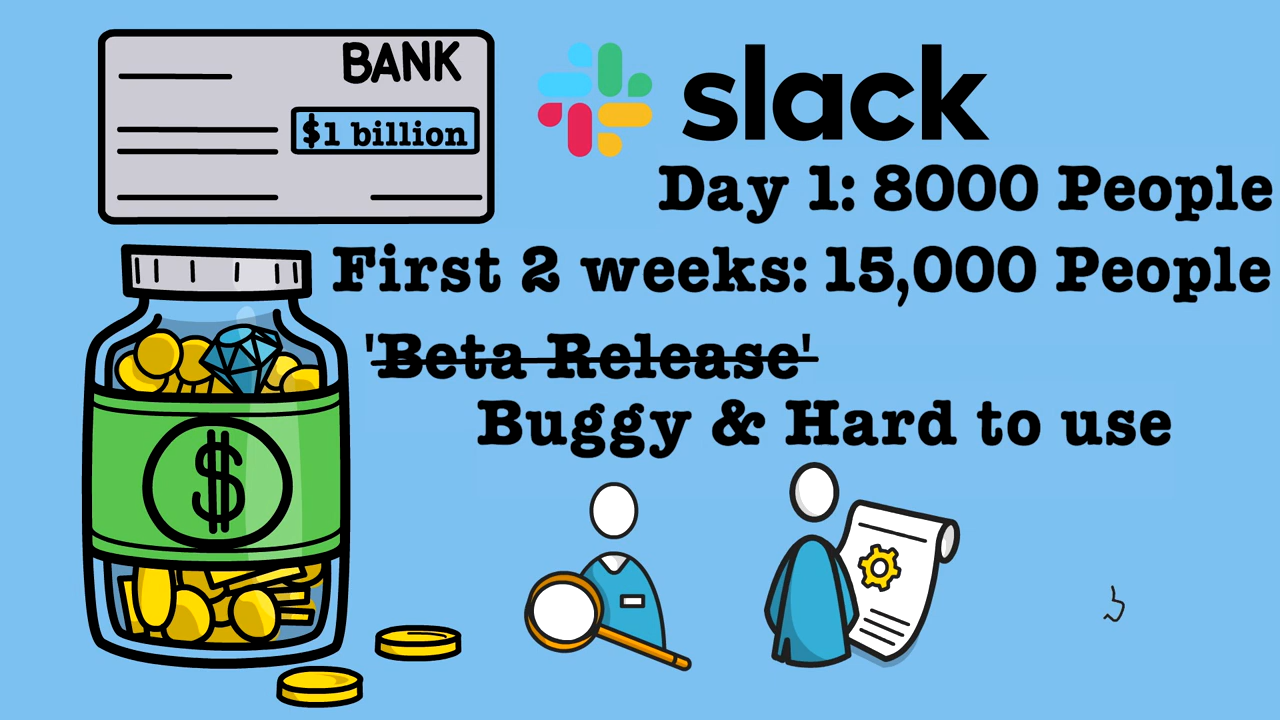 BANK
$1 billion
slack
Day 1: 8000 People
First 2 weeks: 15,000 People
'Beta Release'
Buggy & Hard to use
$